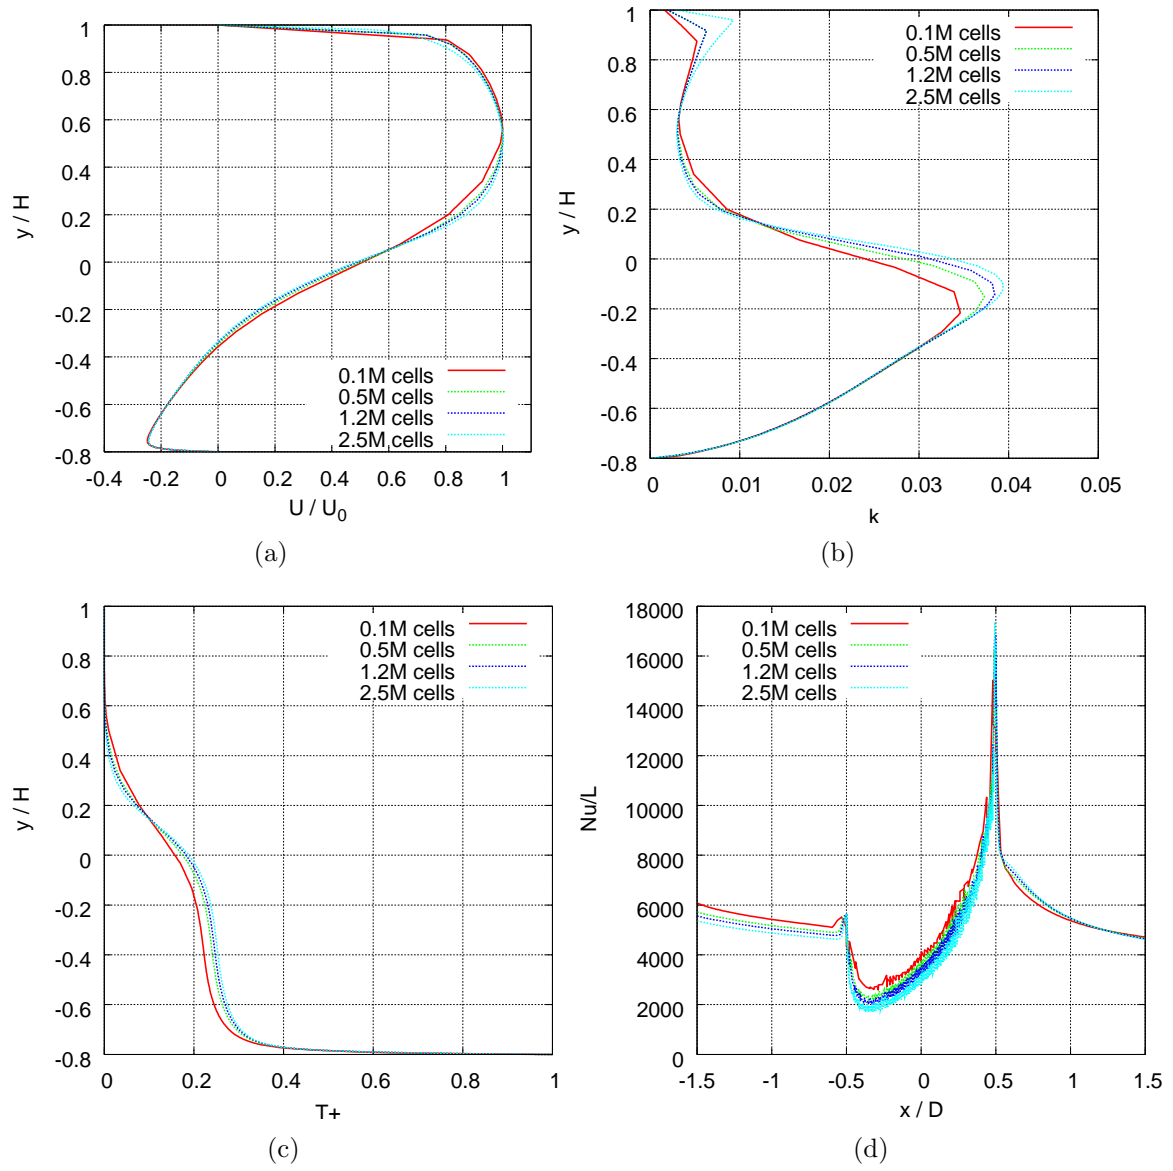 1
0.8
0.6
0.4
0.2
0
-0.2
-0.4
-0.6
-0.8
y / H
0.1M cells
0.5M cells
1.2M cells
2.5M cells
-0.4 -0.2 0 0.2 0.4 0.6 0.8 1
U / U0
(a)
1
0.8
0.6
0.4
0.2
0
-0.2
-0.4
-0.6
-0.8
y / H
0.1M cells
0.5M cells
1.2M cells
2.5M cells
0 0.01 0.02 0.03 0.04 0.05
k
(b)
1
0.8
0.6
0.4
0.2
0
-0.2
-0.4
-0.6
-0.8
y / H
0.1M cells
0.5M cells
1.2M cells
2.5M cells
0 0.2 0.4 0.6 0.8 1
T+
(c)
18000
16000
14000
12000
10000
8000
6000
4000
2000
0
Nu/L
0.1M cells
0.5M cells
1.2M cells
2.5M cells
-1.5 -1 -0.5 0 0.5 1 1.5
x / D
(d)